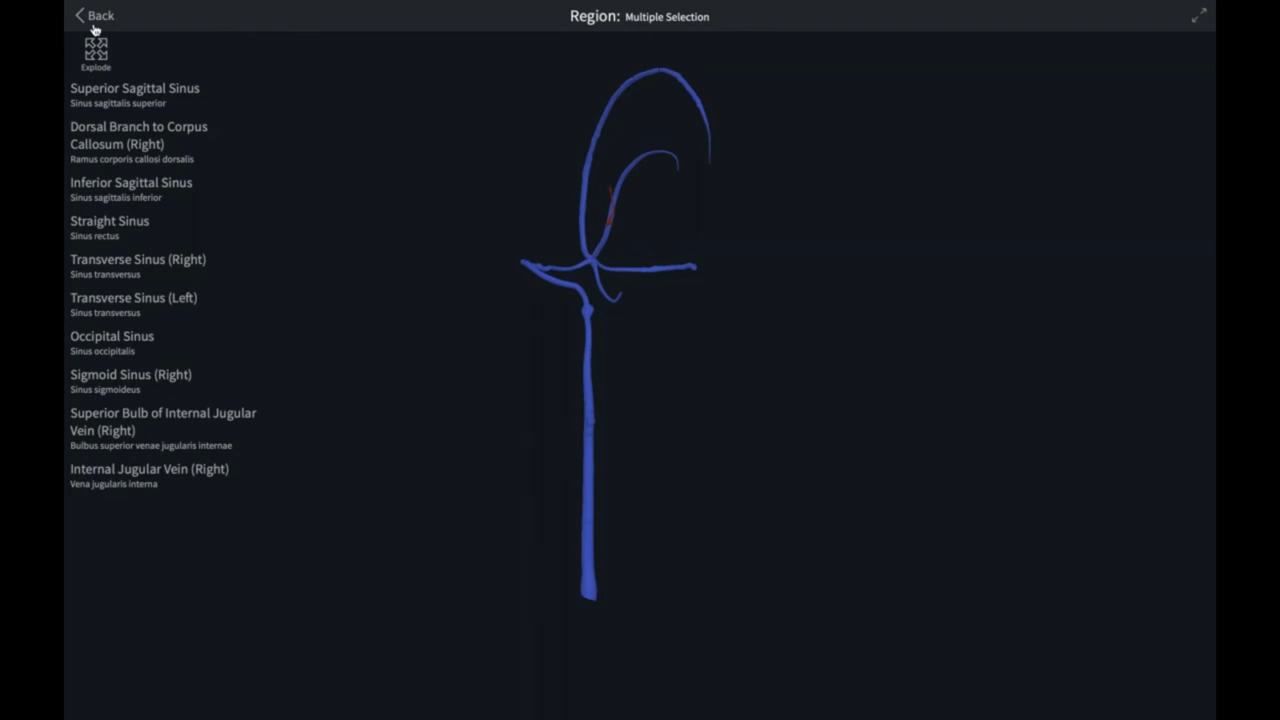 Back
Region: Multiple Selection
Explode
Superior Sagittal Sinus
Sinus sagittalis superior
Dorsal Branch to Corpus
Callosum (Right)
Ramus corporis callosi dorsalis
Inferior Sagittal Sinus
Sinus sagittalis inferior
Straight Sinus
Sinus rectus
Transverse Sinus (Right)
Sinus transversus
Transverse Sinus (Left)
Sinus transversus
Occipital Sinus
Sinus occipitalis
Sigmoid Sinus (Right)
Sinus sigmoideus
Superior Bulb of Internal Jugular
Vein (Right)
Bulbus superior venae jugularis internae
Internal Jugular Vein (Right)
Vena jugularis interna